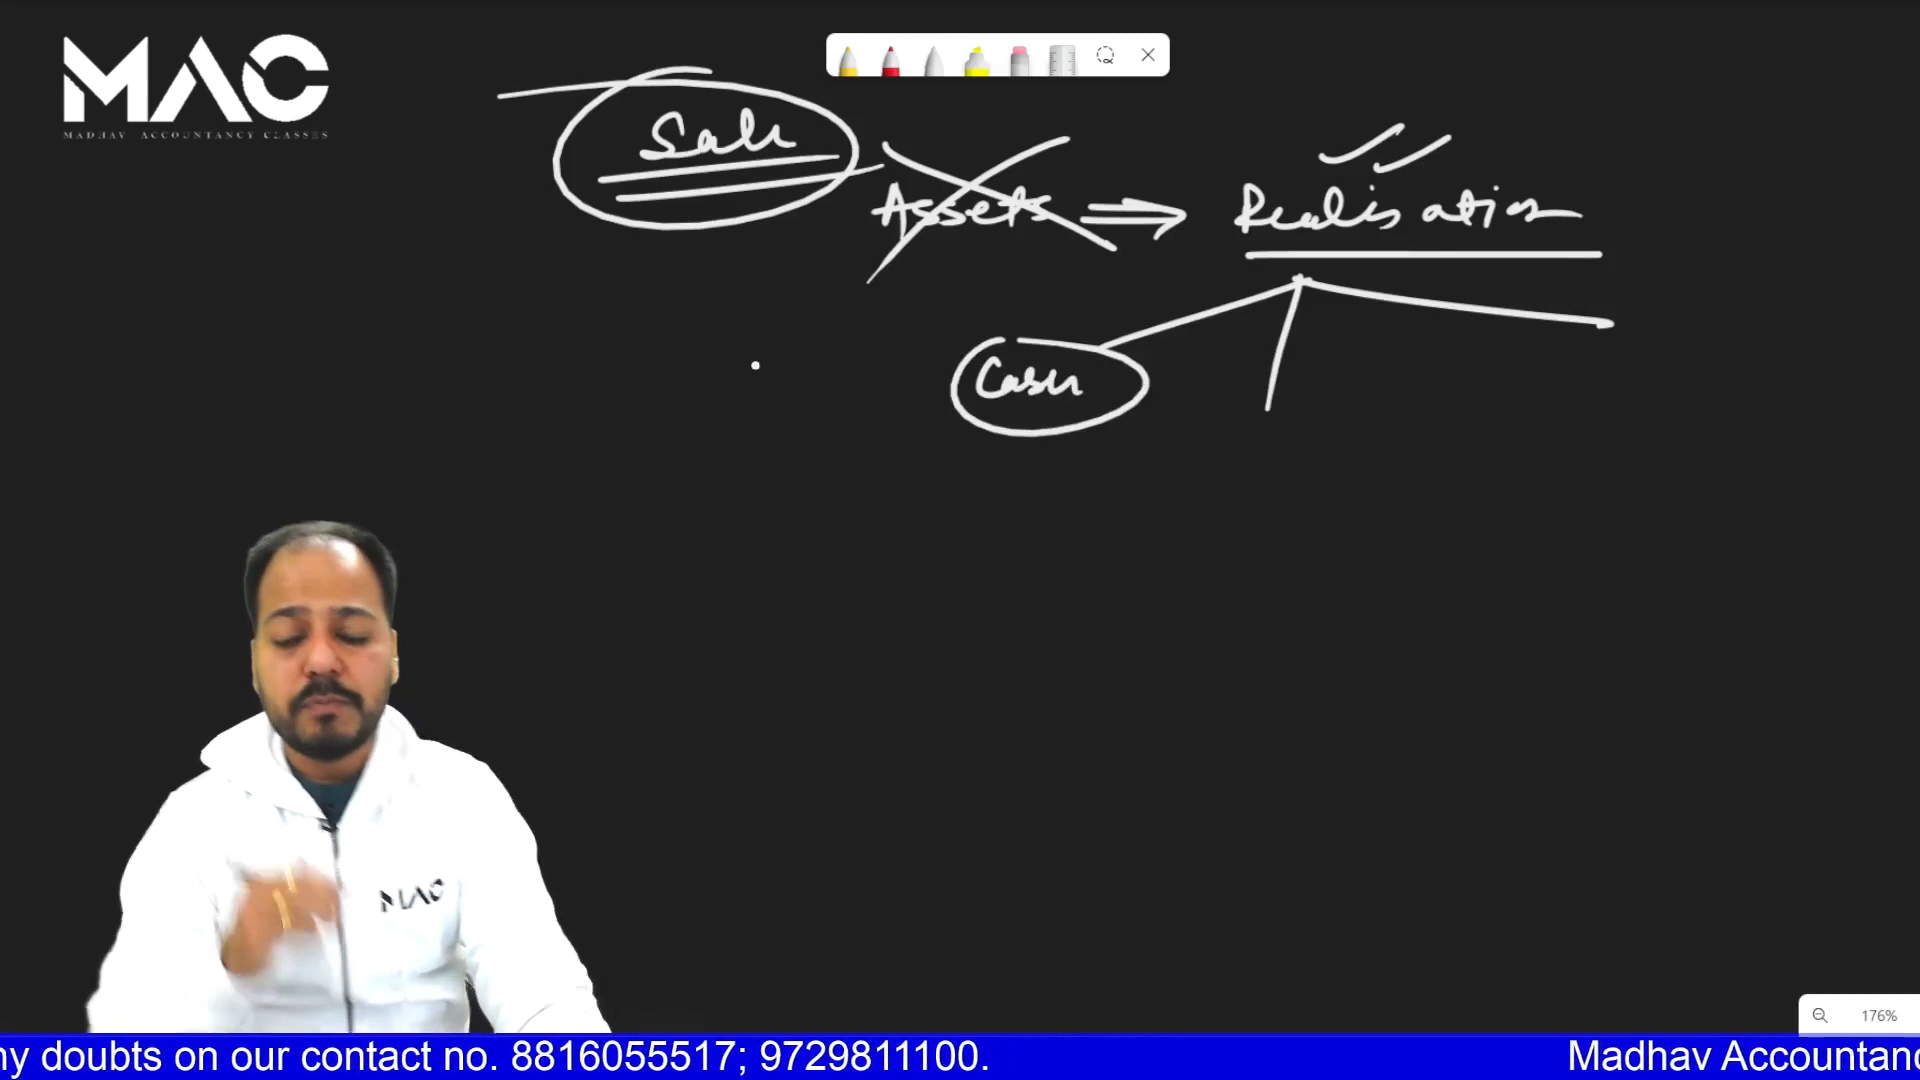 MAC
MADHAV ACCOUNTANCY CLASSES
Sale
Assets ⇒ Realisation
Cash
MAC
176%
ny doubts on our contact no. 8816055517; 9729811100.
Madhav Accountanc